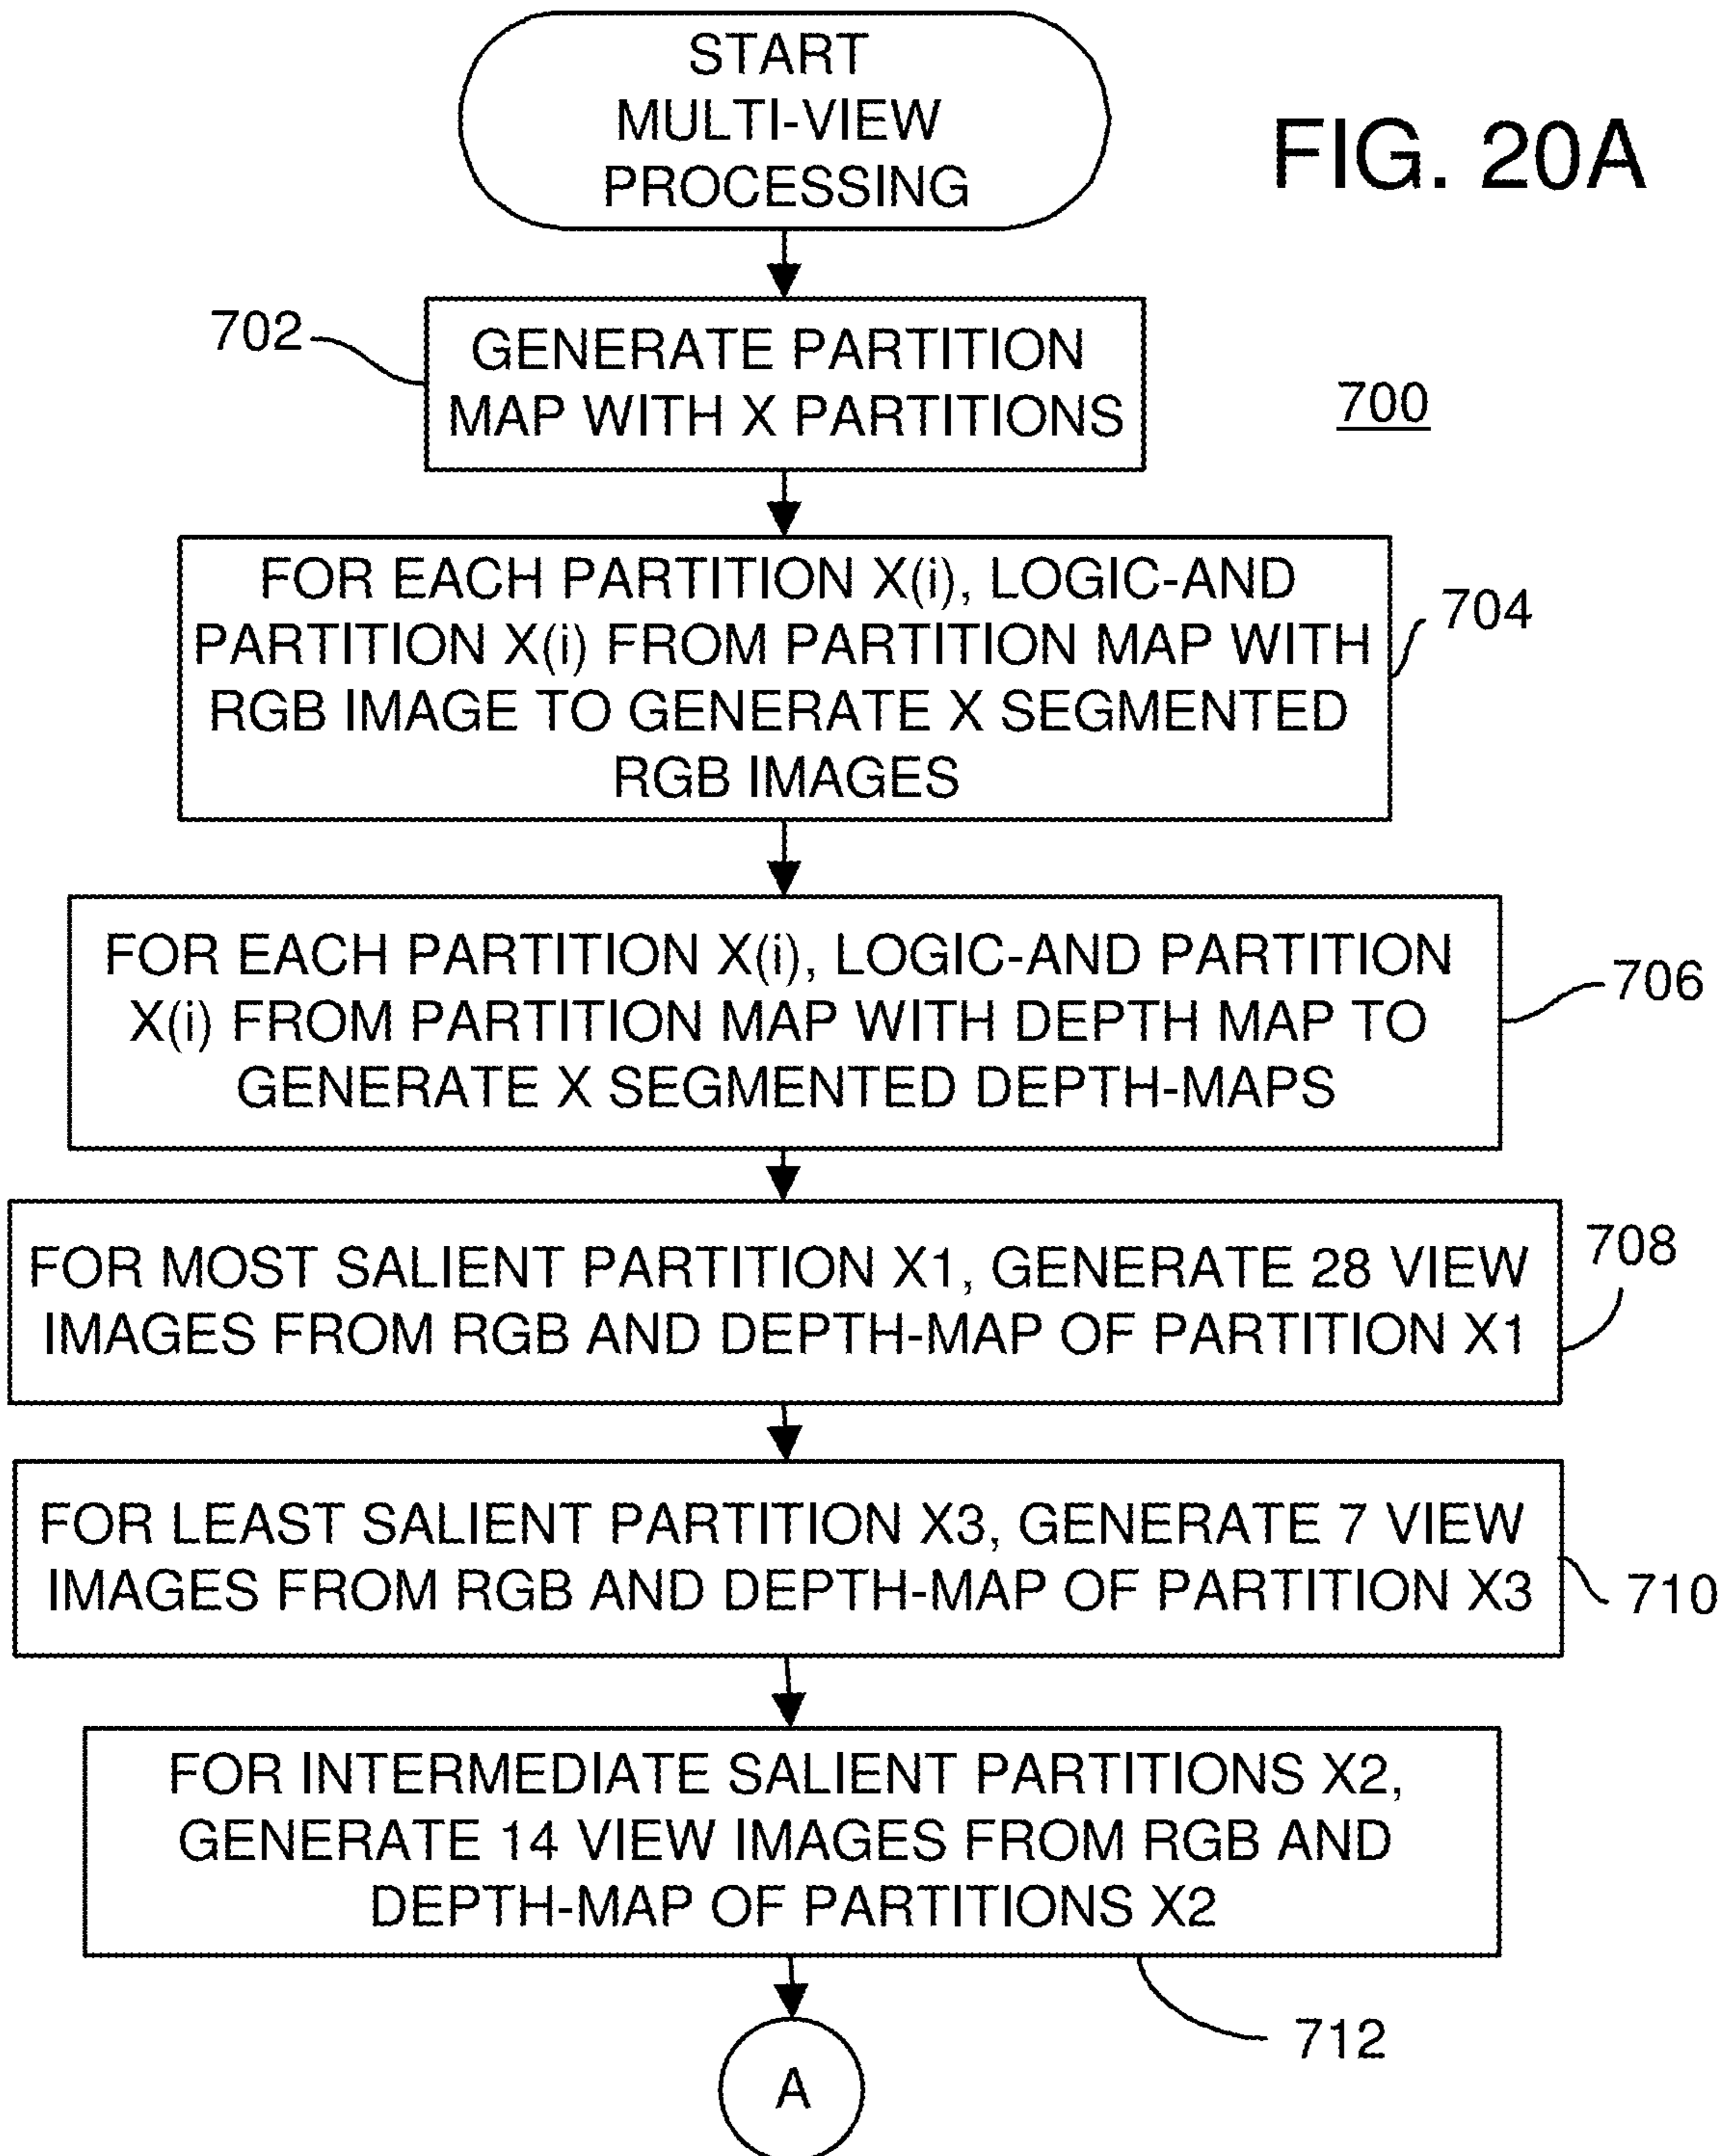 START
MULTI-VIEW
PROCESSING
FIG. 20A
702
GENERATE PARTITION
MAP WITH X PARTITIONS
700
FOR EACH PARTITION X(i), LOGIC-AND
PARTITION X(i) FROM PARTITION MAP WITH
RGB IMAGE TO GENERATE X SEGMENTED
RGB IMAGES
704
FOR EACH PARTITION X(i), LOGIC-AND PARTITION
X(i) FROM PARTITION MAP WITH DEPTH MAP TO
GENERATE X SEGMENTED DEPTH-MAPS
706
FOR MOST SALIENT PARTITION X1, GENERATE 28 VIEW
IMAGES FROM RGB AND DEPTH-MAP OF PARTITION X1
708
FOR LEAST SALIENT PARTITION X3, GENERATE 7 VIEW
IMAGES FROM RGB AND DEPTH-MAP OF PARTITION X3
710
FOR INTERMEDIATE SALIENT PARTITIONS X2,
GENERATE 14 VIEW IMAGES FROM RGB AND
DEPTH-MAP OF PARTITIONS X2
712
A